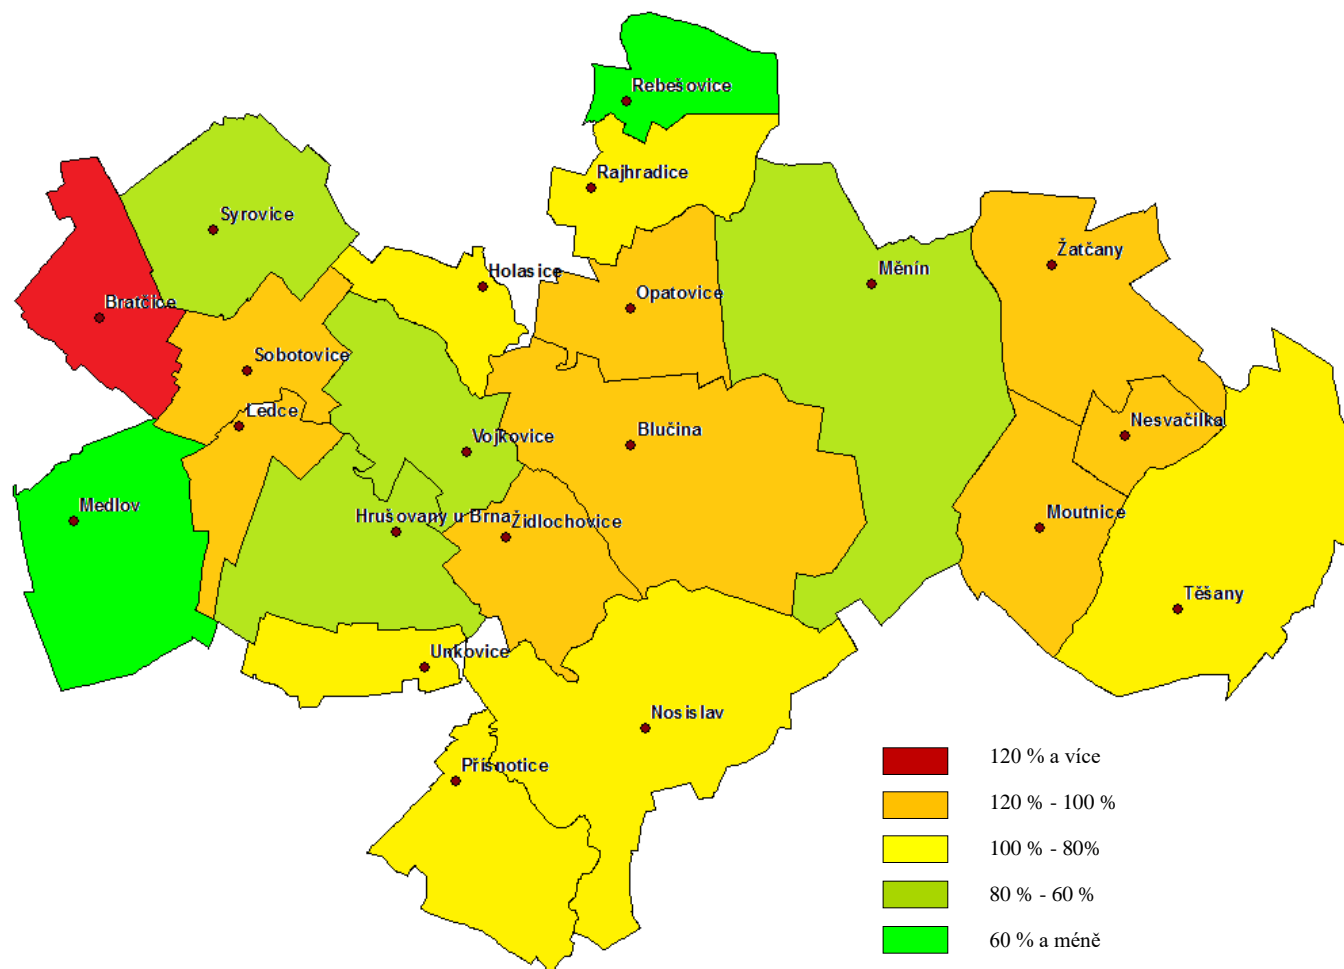 Rebešovice
Rajhradice
Syrovice
Žatčany
Měnín
Holasice
Opatovice
Bratčice
Sobotovice
Ledce
Vojkovice
Blučina
Nesvačilka
Medlov
Hrušovany u Brna
Židlochovice
Moutnice
Těšany
Unkovice
Nosislav
Přísnotice
120 % a více
120 % - 100 %
100 % - 80%
80 % - 60 %
60 % a méně